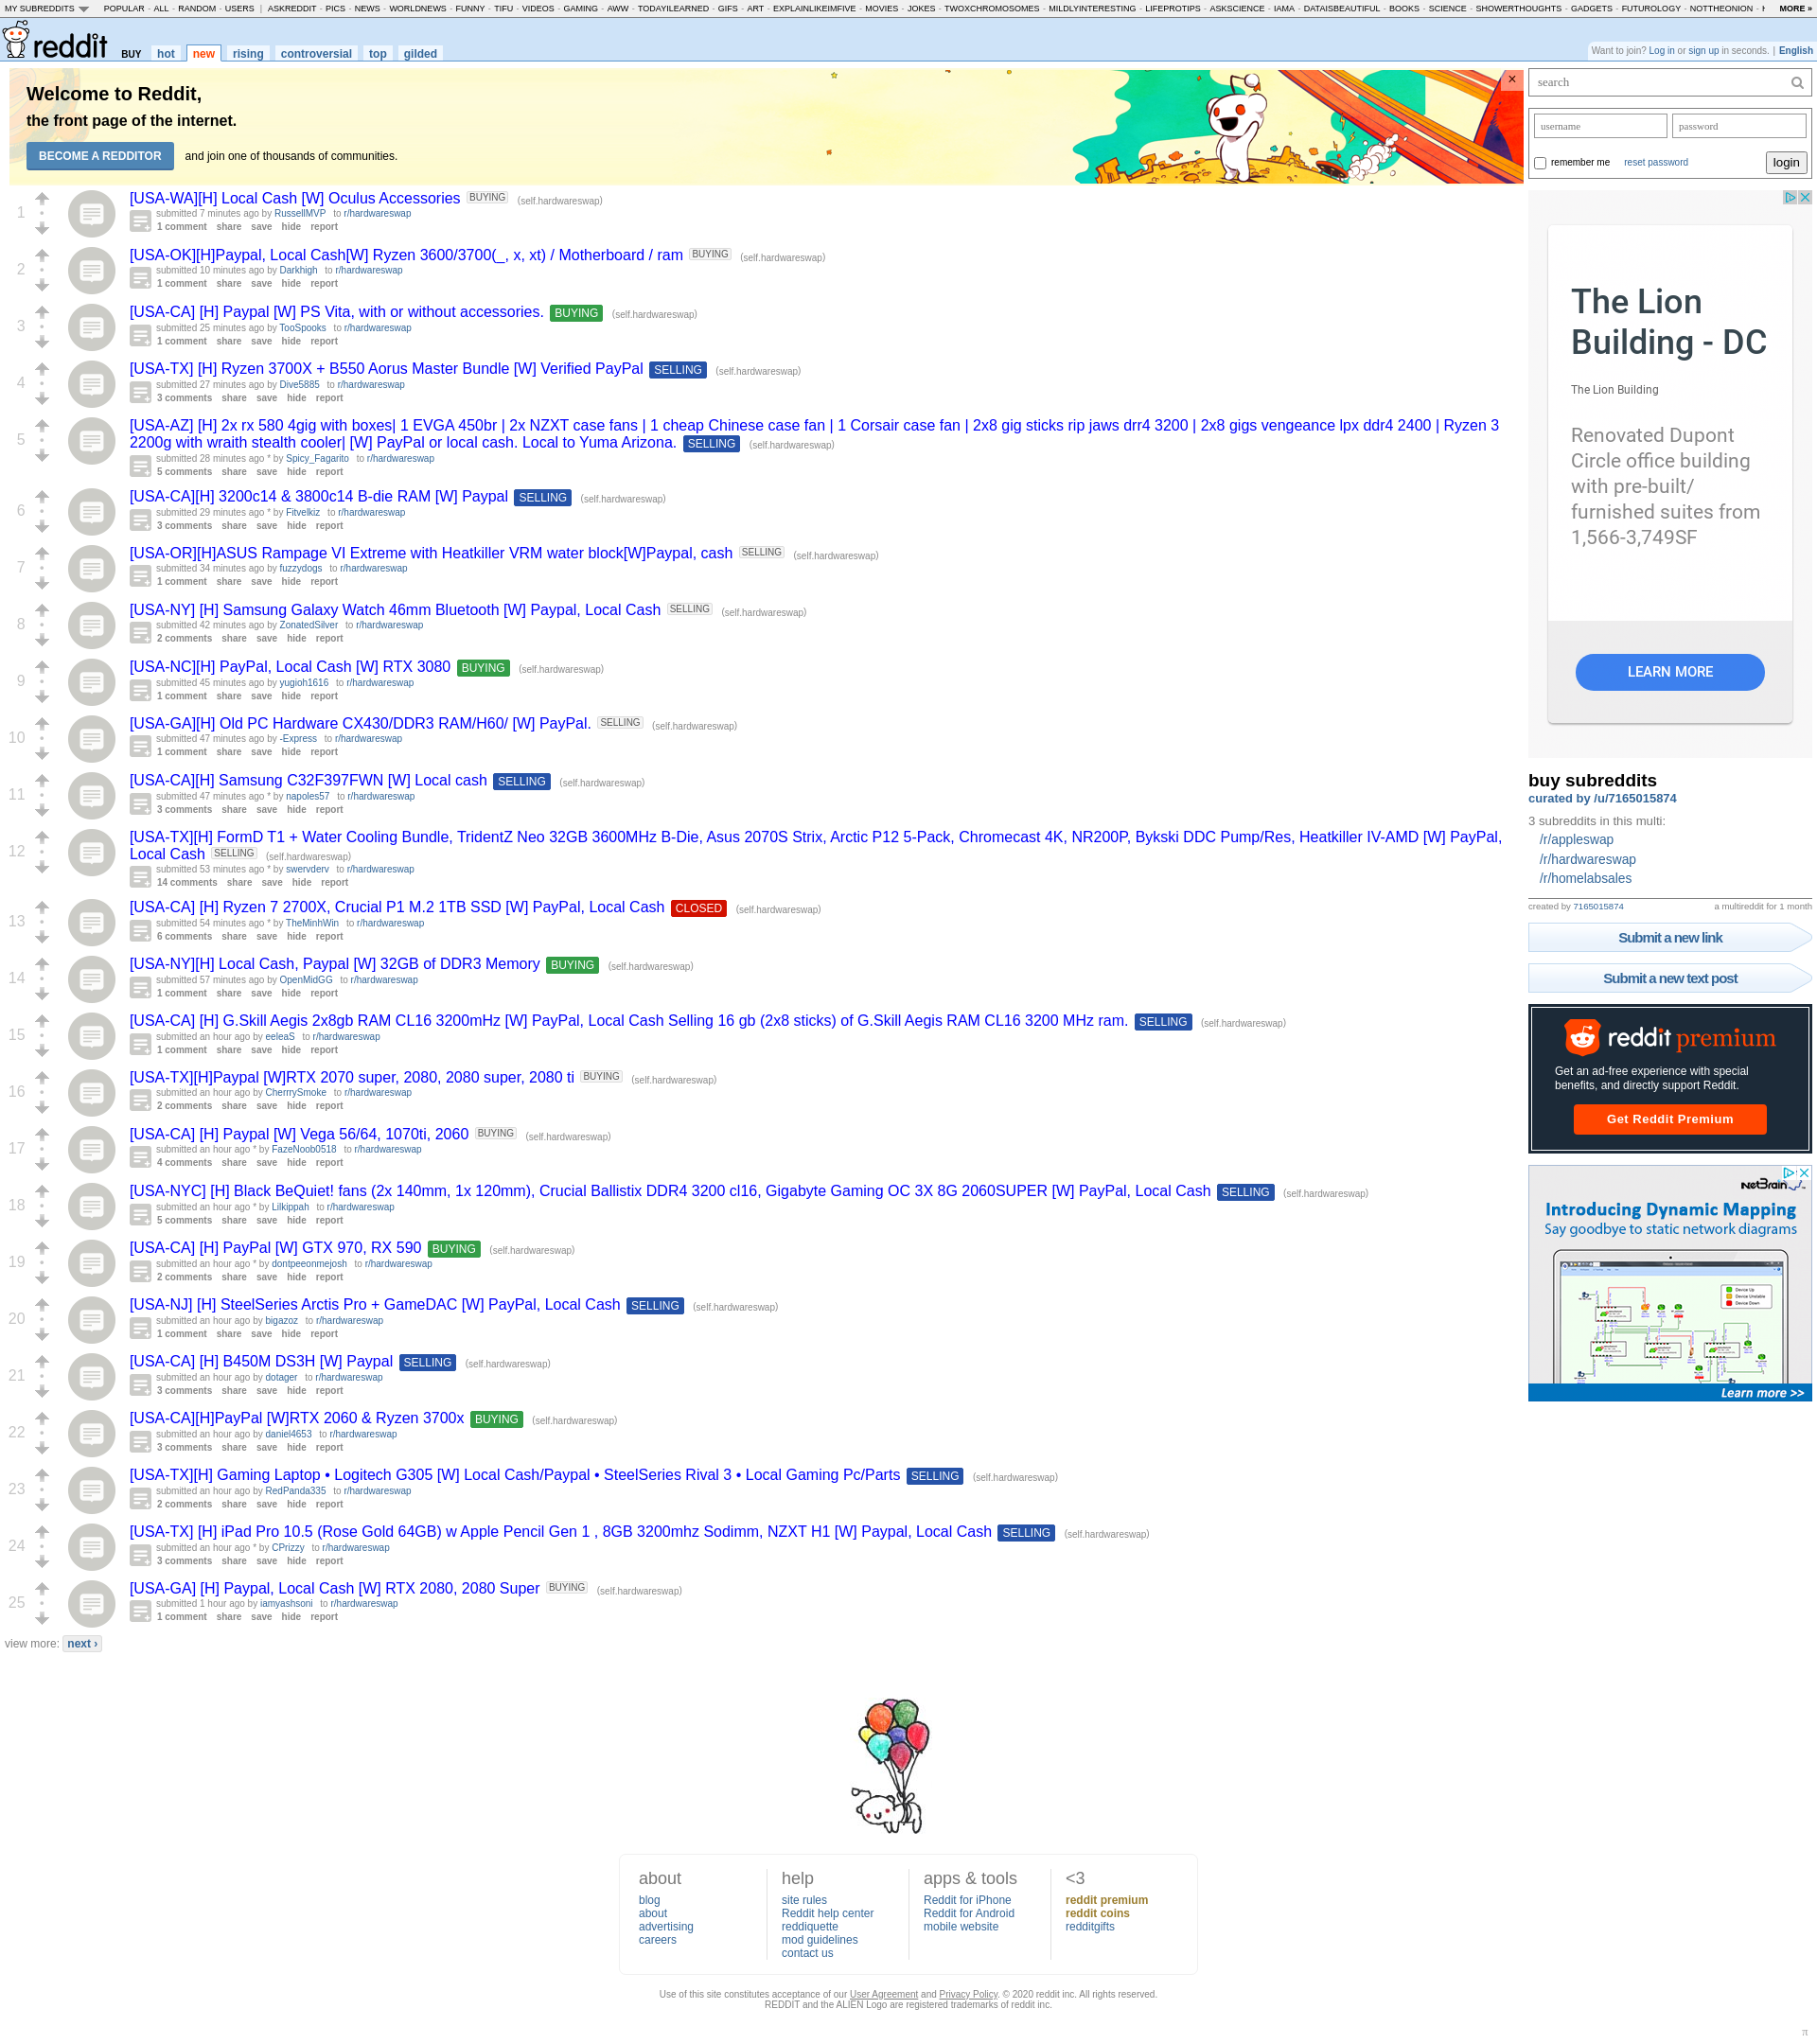 MY SUBREDDITS POPULAR - ALL - RANDOM - USERS | ASKREDDIT - PICS - NEWS - WORLDNEWS - FUNNY - TIFU - VIDEOS - GAMING - AWW - TODAYILEARNED - GIFS - ART - EXPLAINLIKEIMFIVE - MOVIES - JOKES - TWOXCHROMOSOMES - MILDLYINTERESTING - LIFEPROTIPS - ASKSCIENCE - IAMA - DATAISBEAUTIFUL - BOOKS - SCIENCE - SHOWERTHOUGHTS - GADGETS - FUTUROLOGY - NOTTHEONION - MORE »
reddit BUY hot new rising controversial top gilded
Want to join? Log in or sign up in seconds. | English
Welcome to Reddit,
the front page of the internet.
BECOME A REDDITOR and join one of thousands of communities.
1
[USA-WA][H] Local Cash [W] Oculus Accessories BUYING (self.hardwareswap)
submitted 7 minutes ago by RussellMVP to r/hardwareswap
1 comment share save hide report
2
[USA-OK][H]Paypal, Local Cash[W] Ryzen 3600/3700(_, x, xt) / Motherboard / ram BUYING (self.hardwareswap)
submitted 10 minutes ago by Darkhigh to r/hardwareswap
1 comment share save hide report
3
[USA-CA] [H] Paypal [W] PS Vita, with or without accessories. BUYING (self.hardwareswap)
submitted 25 minutes ago by TooSpooks to r/hardwareswap
1 comment share save hide report
4
[USA-TX] [H] Ryzen 3700X + B550 Aorus Master Bundle [W] Verified PayPal SELLING (self.hardwareswap)
submitted 27 minutes ago by Dive5885 to r/hardwareswap
3 comments share save hide report
5
[USA-AZ] [H] 2x rx 580 4gig with boxes| 1 EVGA 450br | 2x NZXT case fans | 1 cheap Chinese case fan | 1 Corsair case fan | 2x8 gig sticks rip jaws drr4 3200 | 2x8 gigs vengeance lpx ddr4 2400 | Ryzen 3
2200g with wraith stealth cooler| [W] PayPal or local cash. Local to Yuma Arizona. SELLING (self.hardwareswap)
submitted 28 minutes ago * by Spicy_Fagarito to r/hardwareswap
5 comments share save hide report
6
[USA-CA][H] 3200c14 & 3800c14 B-die RAM [W] Paypal SELLING (self.hardwareswap)
submitted 29 minutes ago * by Fitvelkiz to r/hardwareswap
3 comments share save hide report
7
[USA-OR][H]ASUS Rampage VI Extreme with Heatkiller VRM water block[W]Paypal, cash SELLING (self.hardwareswap)
submitted 34 minutes ago by fuzzydogs to r/hardwareswap
1 comment share save hide report
8
[USA-NY] [H] Samsung Galaxy Watch 46mm Bluetooth [W] Paypal, Local Cash SELLING (self.hardwareswap)
submitted 42 minutes ago by ZonatedSilver to r/hardwareswap
2 comments share save hide report
9
[USA-NC][H] PayPal, Local Cash [W] RTX 3080 BUYING (self.hardwareswap)
submitted 45 minutes ago by yugioh1616 to r/hardwareswap
1 comment share save hide report
10
[USA-GA][H] Old PC Hardware CX430/DDR3 RAM/H60/ [W] PayPal. SELLING (self.hardwareswap)
submitted 47 minutes ago by -Express to r/hardwareswap
1 comment share save hide report
11
[USA-CA][H] Samsung C32F397FWN [W] Local cash SELLING (self.hardwareswap)
submitted 47 minutes ago * by napoles57 to r/hardwareswap
3 comments share save hide report
12
[USA-TX][H] FormD T1 + Water Cooling Bundle, TridentZ Neo 32GB 3600MHz B-Die, Asus 2070S Strix, Arctic P12 5-Pack, Chromecast 4K, NR200P, Bykski DDC Pump/Res, Heatkiller IV-AMD [W] PayPal,
Local Cash SELLING (self.hardwareswap)
submitted 53 minutes ago * by swervderv to r/hardwareswap
14 comments share save hide report
13
[USA-CA] [H] Ryzen 7 2700X, Crucial P1 M.2 1TB SSD [W] PayPal, Local Cash CLOSED (self.hardwareswap)
submitted 54 minutes ago * by TheMinhWin to r/hardwareswap
6 comments share save hide report
14
[USA-NY][H] Local Cash, Paypal [W] 32GB of DDR3 Memory BUYING (self.hardwareswap)
submitted 57 minutes ago by OpenMidGG to r/hardwareswap
1 comment share save hide report
15
[USA-CA] [H] G.Skill Aegis 2x8gb RAM CL16 3200mHz [W] PayPal, Local Cash Selling 16 gb (2x8 sticks) of G.Skill Aegis RAM CL16 3200 MHz ram. SELLING (self.hardwareswap)
submitted an hour ago by eeleaS to r/hardwareswap
1 comment share save hide report
16
[USA-TX][H]Paypal [W]RTX 2070 super, 2080, 2080 super, 2080 ti BUYING (self.hardwareswap)
submitted an hour ago by CherrrySmoke to r/hardwareswap
2 comments share save hide report
17
[USA-CA] [H] Paypal [W] Vega 56/64, 1070ti, 2060 BUYING (self.hardwareswap)
submitted an hour ago * by FazeNoob0518 to r/hardwareswap
4 comments share save hide report
18
[USA-NYC] [H] Black BeQuiet! fans (2x 140mm, 1x 120mm), Crucial Ballistix DDR4 3200 cl16, Gigabyte Gaming OC 3X 8G 2060SUPER [W] PayPal, Local Cash SELLING (self.hardwareswap)
submitted an hour ago * by Lilkippah to r/hardwareswap
5 comments share save hide report
19
[USA-CA] [H] PayPal [W] GTX 970, RX 590 BUYING (self.hardwareswap)
submitted an hour ago * by dontpeeonmejosh to r/hardwareswap
2 comments share save hide report
20
[USA-NJ] [H] SteelSeries Arctis Pro + GameDAC [W] PayPal, Local Cash SELLING (self.hardwareswap)
submitted an hour ago by bigazoz to r/hardwareswap
1 comment share save hide report
21
[USA-CA] [H] B450M DS3H [W] Paypal SELLING (self.hardwareswap)
submitted an hour ago by dotager to r/hardwareswap
3 comments share save hide report
22
[USA-CA][H]PayPal [W]RTX 2060 & Ryzen 3700x BUYING (self.hardwareswap)
submitted an hour ago by daniel4653 to r/hardwareswap
3 comments share save hide report
23
[USA-TX][H] Gaming Laptop • Logitech G305 [W] Local Cash/Paypal • SteelSeries Rival 3 • Local Gaming Pc/Parts SELLING (self.hardwareswap)
submitted an hour ago by RedPanda335 to r/hardwareswap
2 comments share save hide report
24
[USA-TX] [H] iPad Pro 10.5 (Rose Gold 64GB) w Apple Pencil Gen 1 , 8GB 3200mhz Sodimm, NZXT H1 [W] Paypal, Local Cash SELLING (self.hardwareswap)
submitted an hour ago * by CPrizzy to r/hardwareswap
3 comments share save hide report
25
[USA-GA] [H] Paypal, Local Cash [W] RTX 2080, 2080 Super BUYING (self.hardwareswap)
submitted 1 hour ago by iamyashsoni to r/hardwareswap
1 comment share save hide report
view more: next ›
search
username password
remember me reset password login
The Lion
Building - DC
The Lion Building
Renovated Dupont
Circle office building
with pre-built/
furnished suites from
1,566-3,749SF
LEARN MORE
buy subreddits
curated by /u/7165015874
3 subreddits in this multi:
/r/appleswap
/r/hardwareswap
/r/homelabsales
created by 7165015874 a multireddit for 1 month
Submit a new link
Submit a new text post
reddit premium
Get an ad-free experience with special
benefits, and directly support Reddit.
Get Reddit Premium
NetBrain
Introducing Dynamic Mapping
Say goodbye to static network diagrams
Device Up
Device Unstable
Device Down
Learn more >>
about
blog
about
advertising
careers
help
site rules
Reddit help center
reddiquette
mod guidelines
contact us
apps & tools
Reddit for iPhone
Reddit for Android
mobile website
<3
reddit premium
reddit coins
redditgifts
Use of this site constitutes acceptance of our User Agreement and Privacy Policy. © 2020 reddit inc. All rights reserved.
REDDIT and the ALIEN Logo are registered trademarks of reddit inc.
π